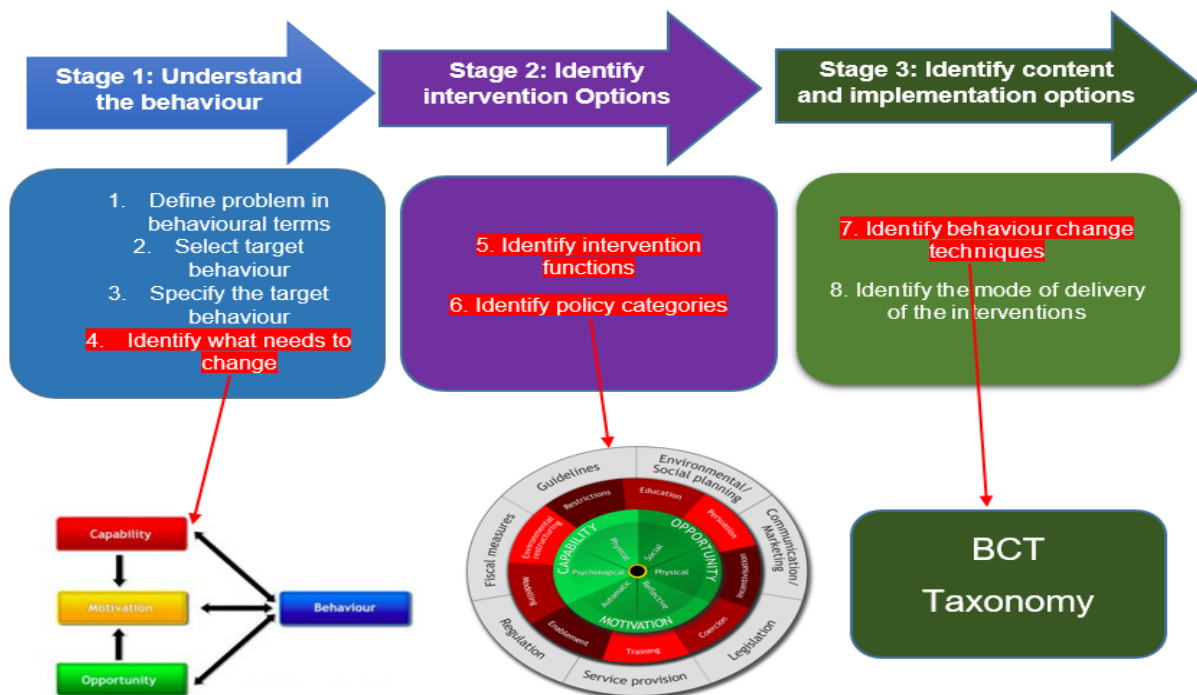 Stage 1: Understand
the behaviour
Stage 2: Identify
intervention Options
Stage 3: Identify content
and implementation options
1. Define problem in
behavioural terms
2. Select target
behaviour
3. Specify the target
behaviour
4. Identify what needs to
change
5. Identify intervention
functions
6. Identify policy categories
7. Identify behaviour change
techniques
8. Identify the mode of delivery
of the interventions
Capability
Motivation
Opportunity
Behaviour
Guidelines
Environmental/
Social planning
Communication/
Marketing
Legislation
Service provision
Regulation
Fiscal measures
Restrictions
Education
Persuasion
Incentivisation
Coercion
Training
Enablement
Modelling
Environmental
restructuring
CAPABILITY
OPPORTUNITY
MOTIVATION
Physical
Social
Psychological
Physical
Automatic
Reflective
BCT
Taxonomy